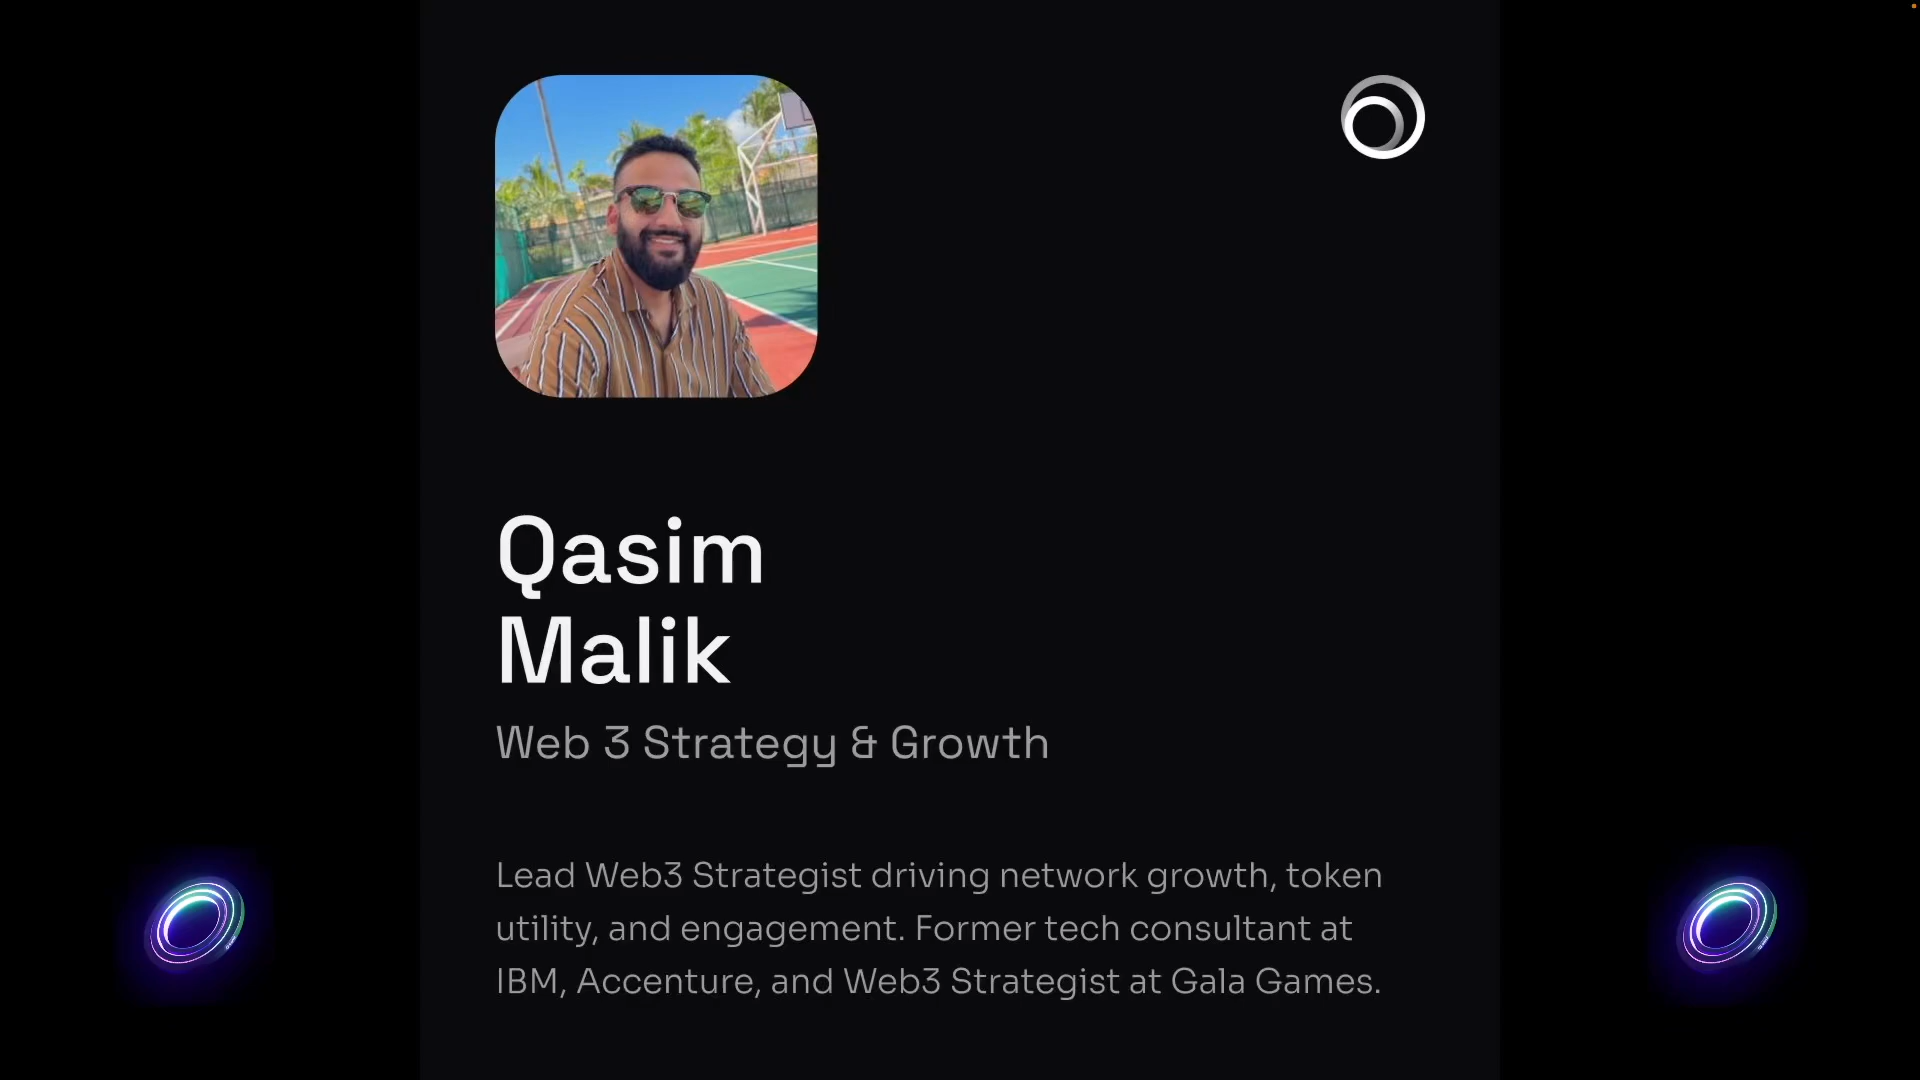 Qasim
Malik
Web 3 Strategy & Growth
Lead Web3 Strategist driving network growth, token
utility, and engagement. Former tech consultant at
IBM, Accenture, and Web3 Strategist at Gala Games.